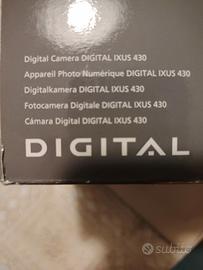 Digital Camera DIGITAL IXUS 430
Appareil Photo Numérique DIGITAL IXUS 430
Digitalkamera DIGITAL IXUS 430
Fotocamera Digitale DIGITAL IXUS 430
Cámara Digital DIGITAL IXUS 430
DIGITAL
subito